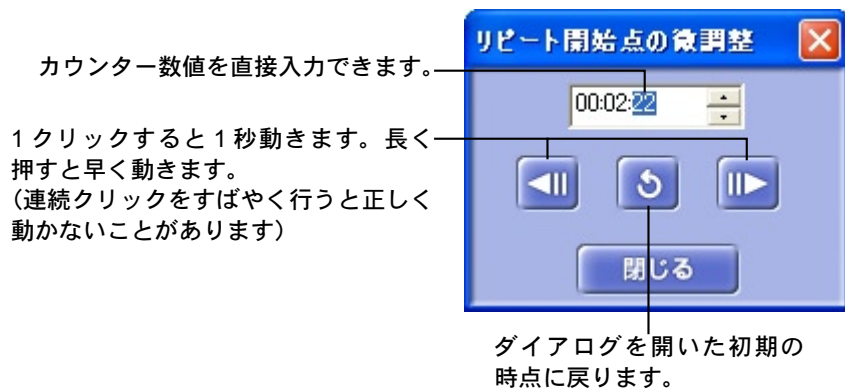 リピート開始点の微調整
カウンター数値を直接入力できます。
00:02:22
1クリックすると1秒動きます。長く
押すと早く動きます。
(連続クリックをすばやく行うと正しく
動かないことがあります)
閉じる
ダイアログを開いた初期の
時点に戻ります。